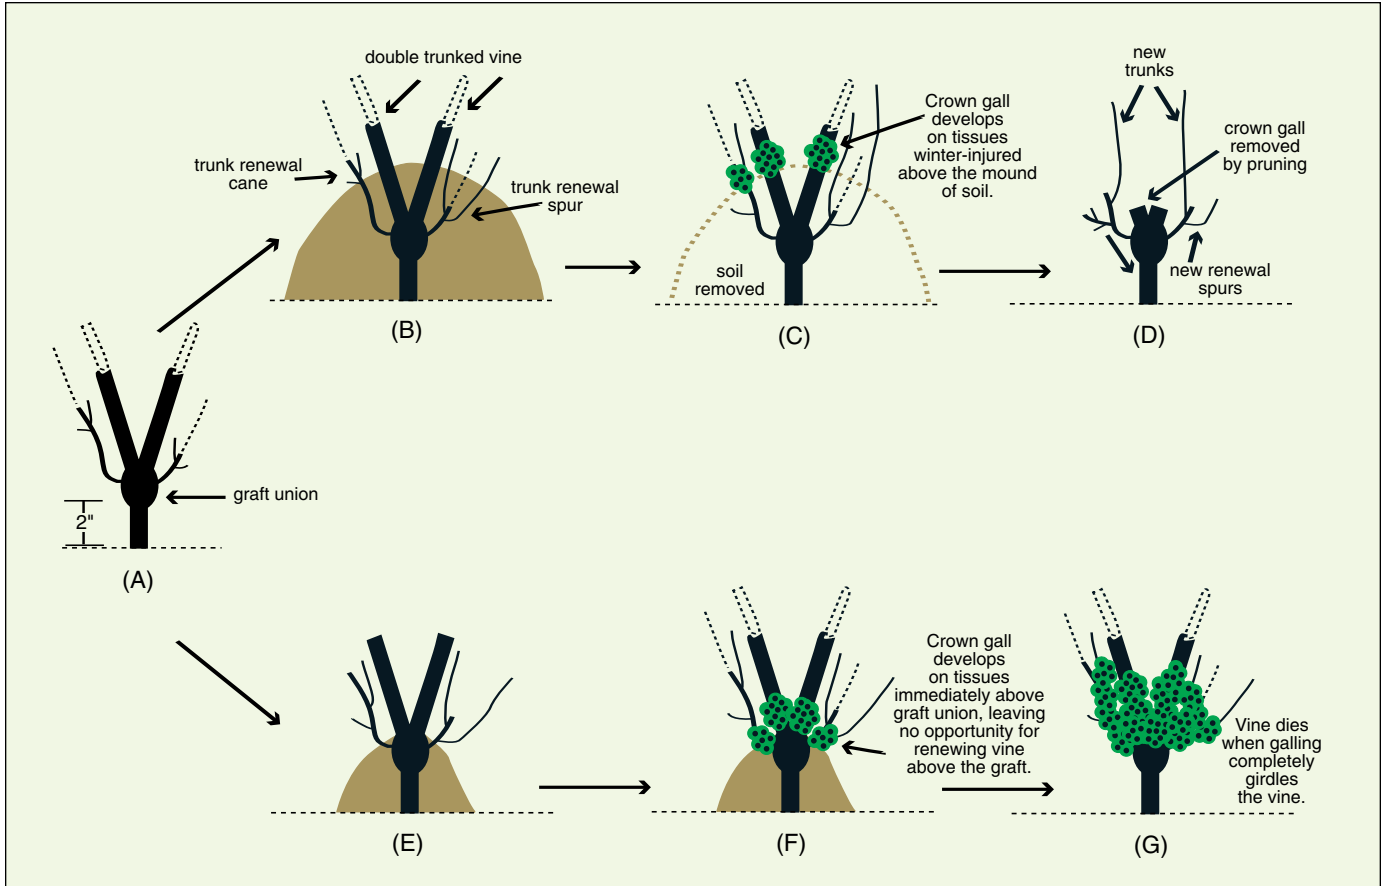 double trunked vine
trunk renewal
cane
trunk renewal
spur
(B)
Crown gall
develops
on tissues
winter-injured
above the mound
of soil.
soil
removed
(C)
new
trunks
crown gall
removed
by pruning
new renewal
spurs
(D)
graft union
2"
(A)
(E)
Crown gall
develops
on tissues
immediately above
graft union, leaving
no opportunity for
renewing vine
above the graft.
(F)
Vine dies
when galling
completely
girdles
the vine.
(G)